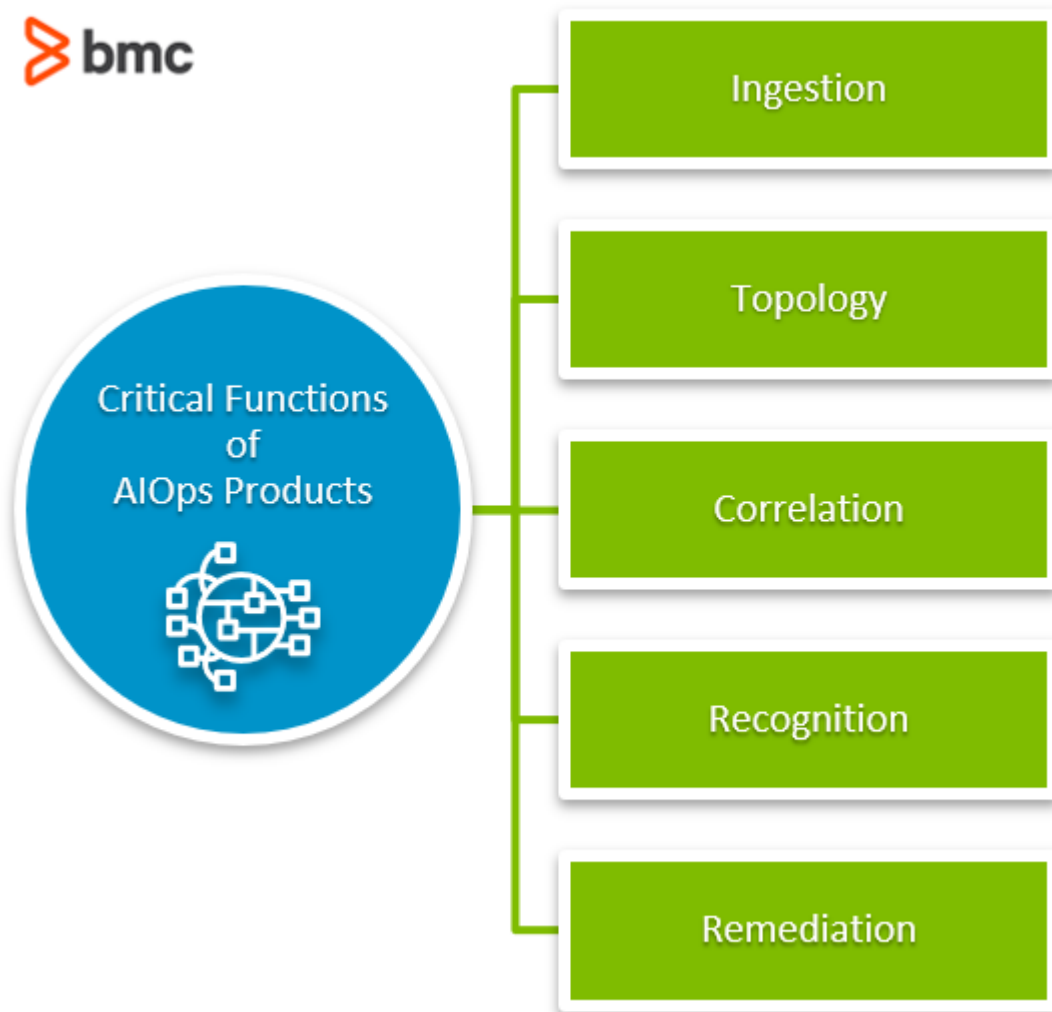 bmc
Critical Functions
of
AIOps Products
Ingestion
Topology
Correlation
Recognition
Remediation